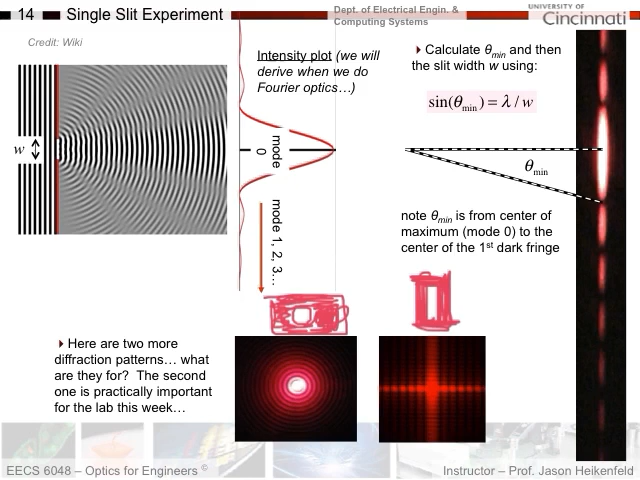 14 Single Slit Experiment
Dept. of Electrical Engin. &
Computing Systems
UNIVERSITY OF
Cincinnati
Credit: Wiki
Intensity plot (we will
derive when we do
Fourier optics…)
Calculate θmin and then
the slit width w using:
sin(θmin) = λ / w
w
mode
0
mode 1, 2, 3…
θmin
note θmin is from center of
maximum (mode 0) to the
center of the 1st dark fringe
Here are two more
diffraction patterns… what
are they for? The second
one is practically important
for the lab this week…
EECS 6048 – Optics for Engineers ©
Instructor – Prof. Jason Heikenfeld